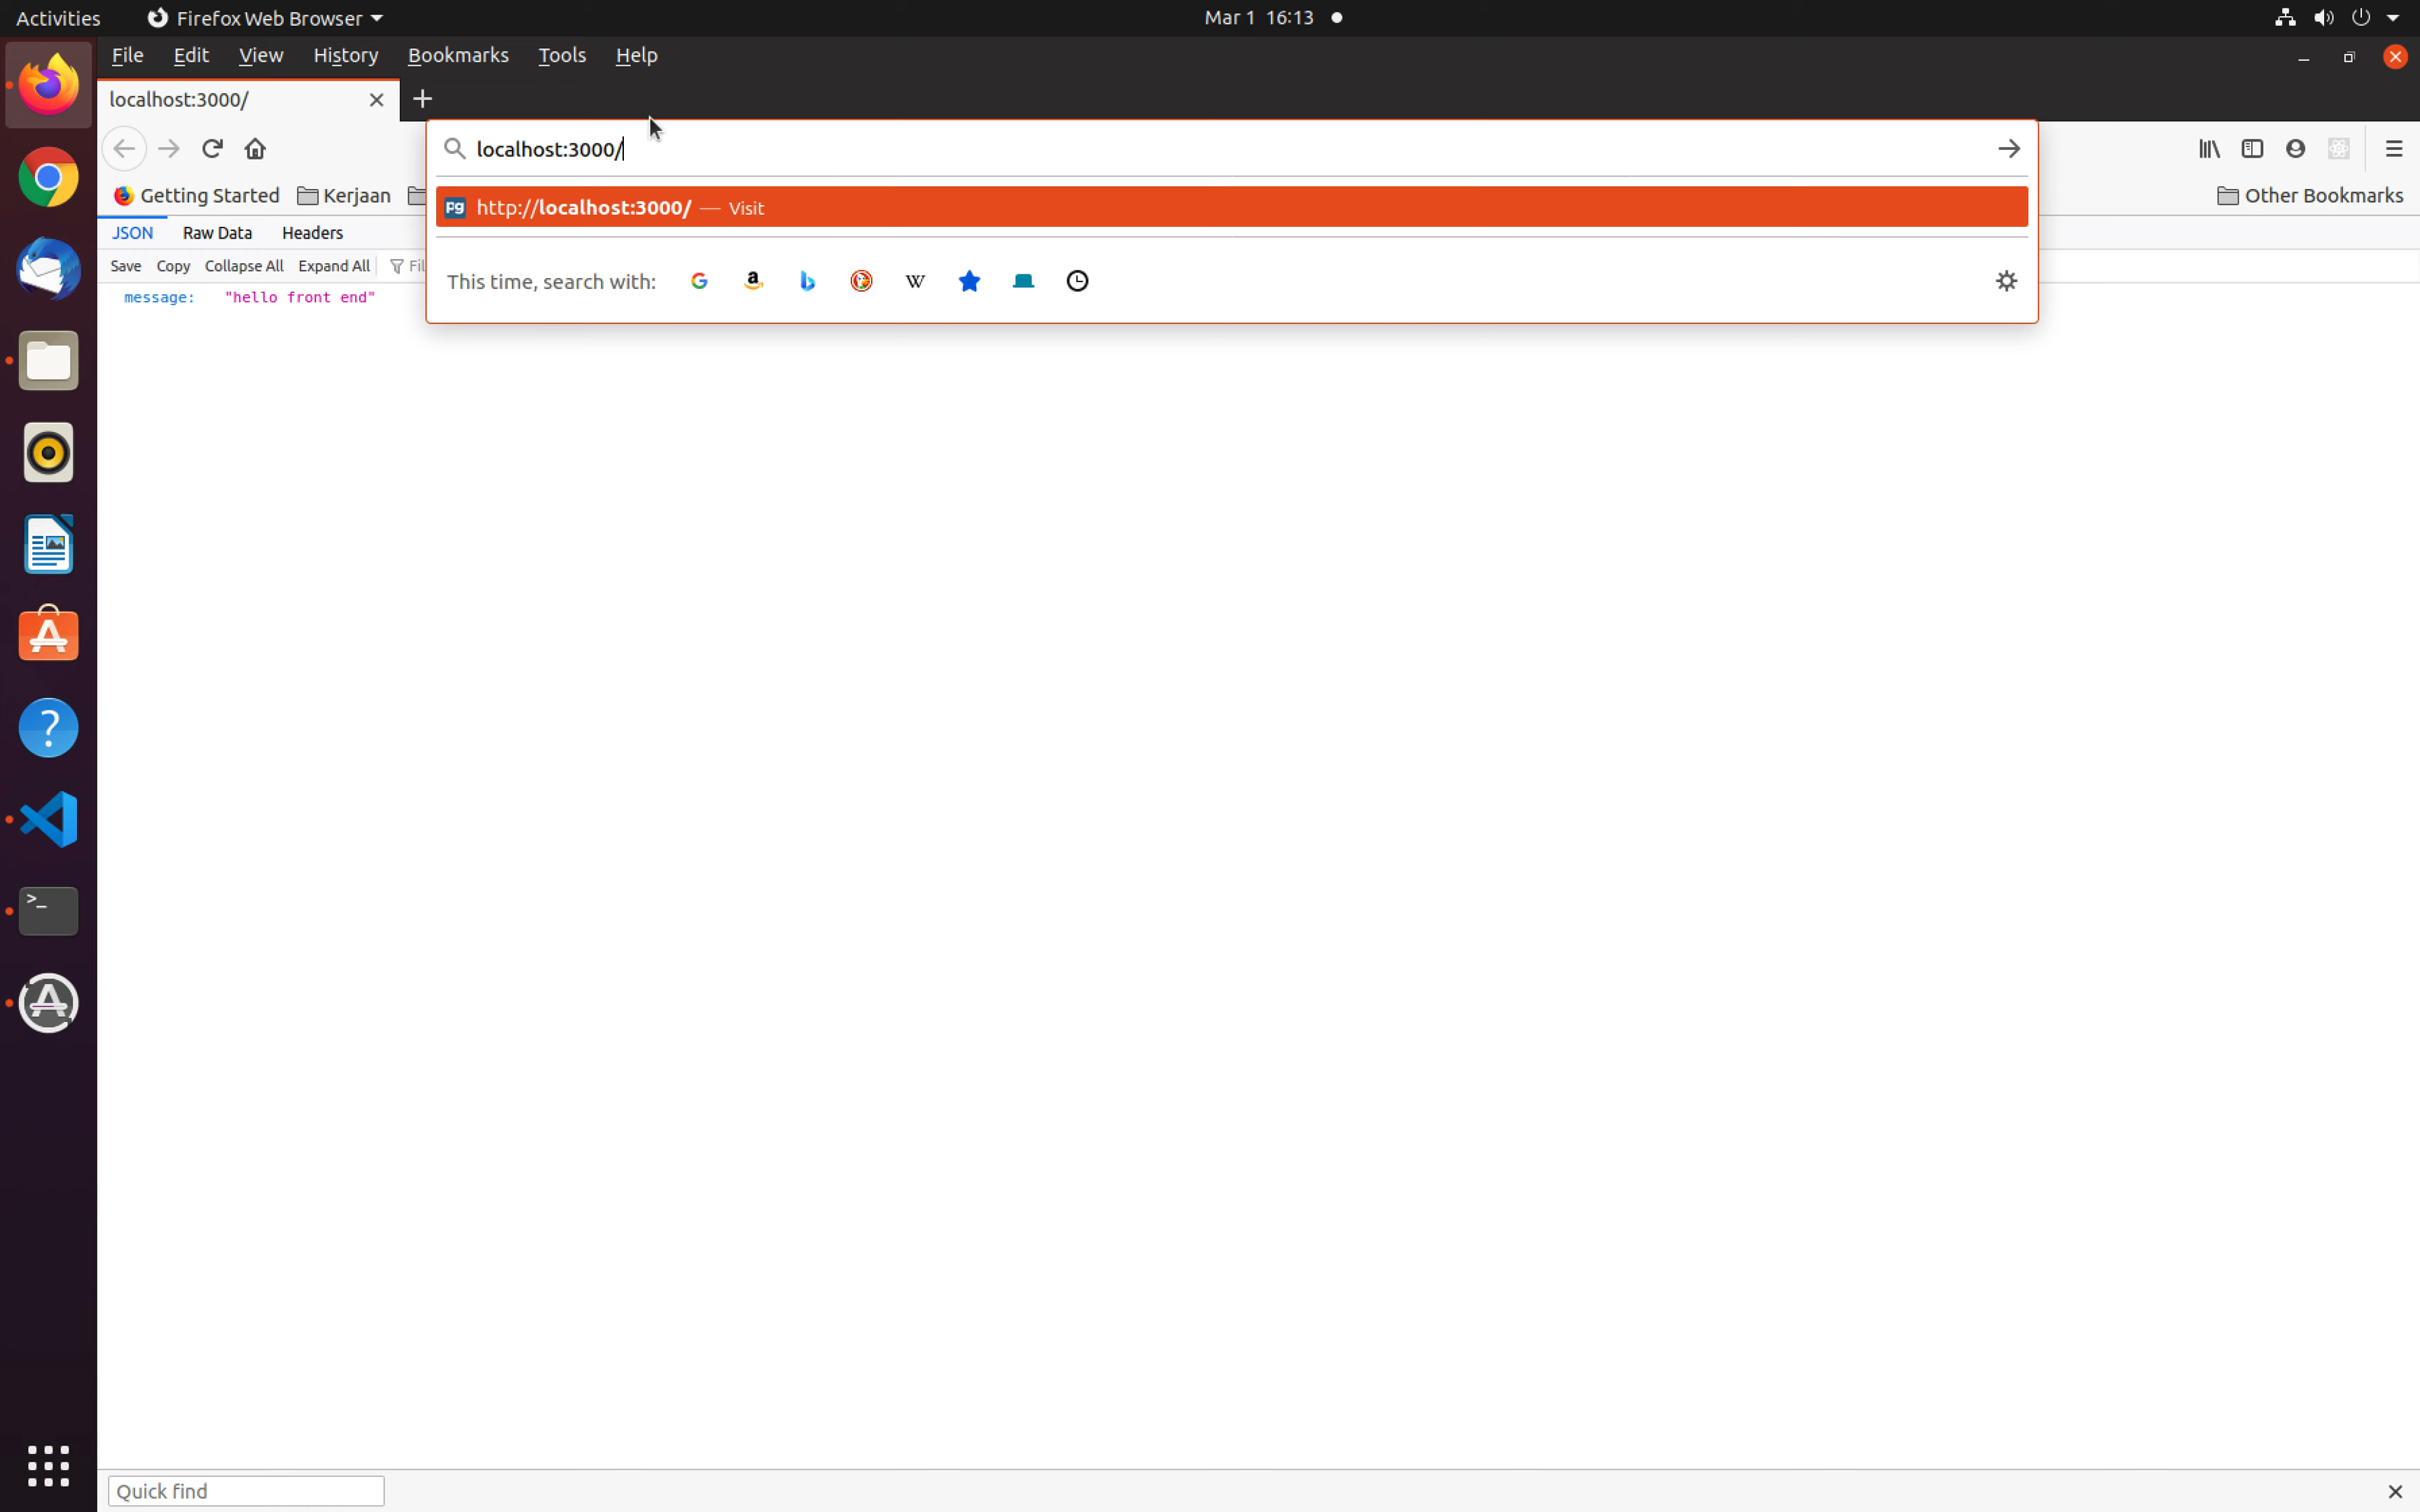 Activities Firefox Web Browser Mar 1 16:13
File Edit View History Bookmarks Tools Help
localhost:3000/
localhost:3000/
Getting Started Kerjaan Other Bookmarks
http://localhost:3000/ — Visit
JSON Raw Data Headers
Save Copy Collapse All Expand All Fil
This time, search with:
message: "hello front end"
Quick find